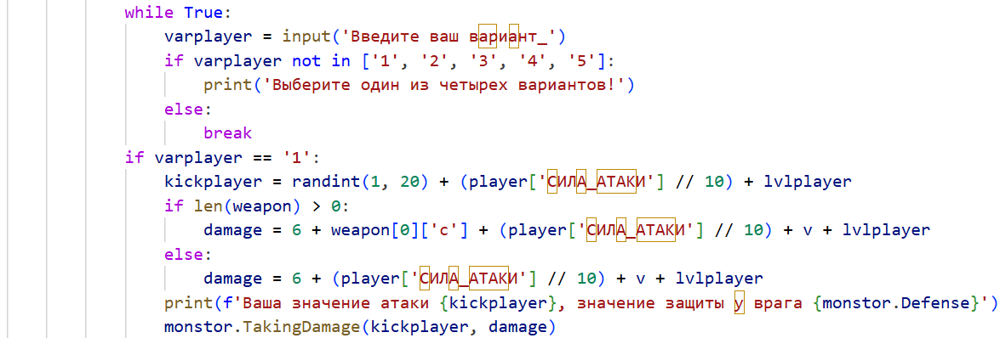 while True:
varplayer = input('Введите ваш вариант_')
if varplayer not in ['1', '2', '3', '4', '5']:
print('Выберите один из четырех вариантов!')
else:
break
if varplayer == '1':
kickplayer = randint(1, 20) + (player['СИЛА_АТАКИ'] // 10) + lvlplayer
if len(weapon) > 0:
damage = 6 + weapon[0]['c'] + (player['СИЛА_АТАКИ'] // 10) + v + lvlplayer
else:
damage = 6 + (player['СИЛА_АТАКИ'] // 10) + v + lvlplayer
print(f'Ваша значение атаки {kickplayer}, значение защиты у врага {monstor.Defense}')
monstor.TakingDamage(kickplayer, damage)